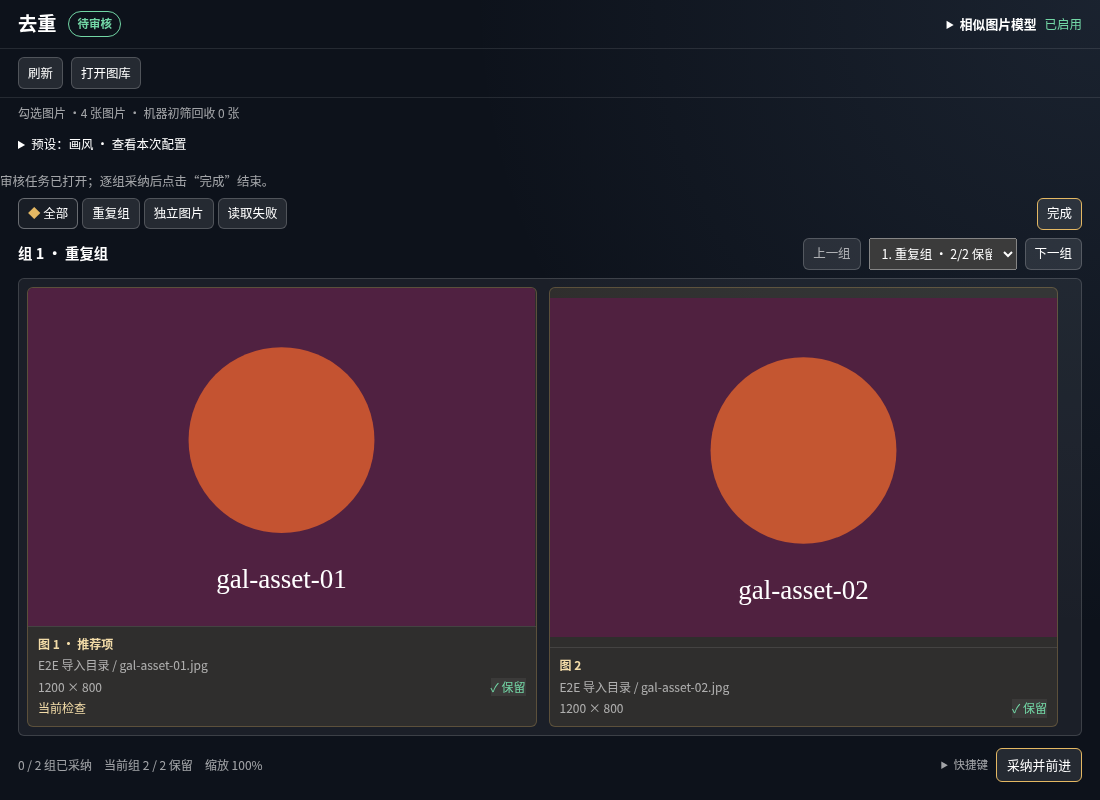 去重 待审核 ▶ 相似图片模型 已启用
刷新 打开图库
勾选图片 · 4 张图片 · 机器初筛回收 0 张
▶ 预设：画风 · 查看本次配置
审核任务已打开；逐组采纳后点击“完成”结束。
◆ 全部 重复组 独立图片 读取失败 完成
组 1 · 重复组 上一组 1. 重复组 · 2/2 保留 下一组
gal-asset-01
图 1 · 推荐项
E2E 导入目录 / gal-asset-01.jpg
1200 × 800 ✓ 保留
当前检查
gal-asset-02
图 2
E2E 导入目录 / gal-asset-02.jpg
1200 × 800 ✓ 保留
0 / 2 组已采纳 当前组 2 / 2 保留 缩放 100% ▶ 快捷键 采纳并前进